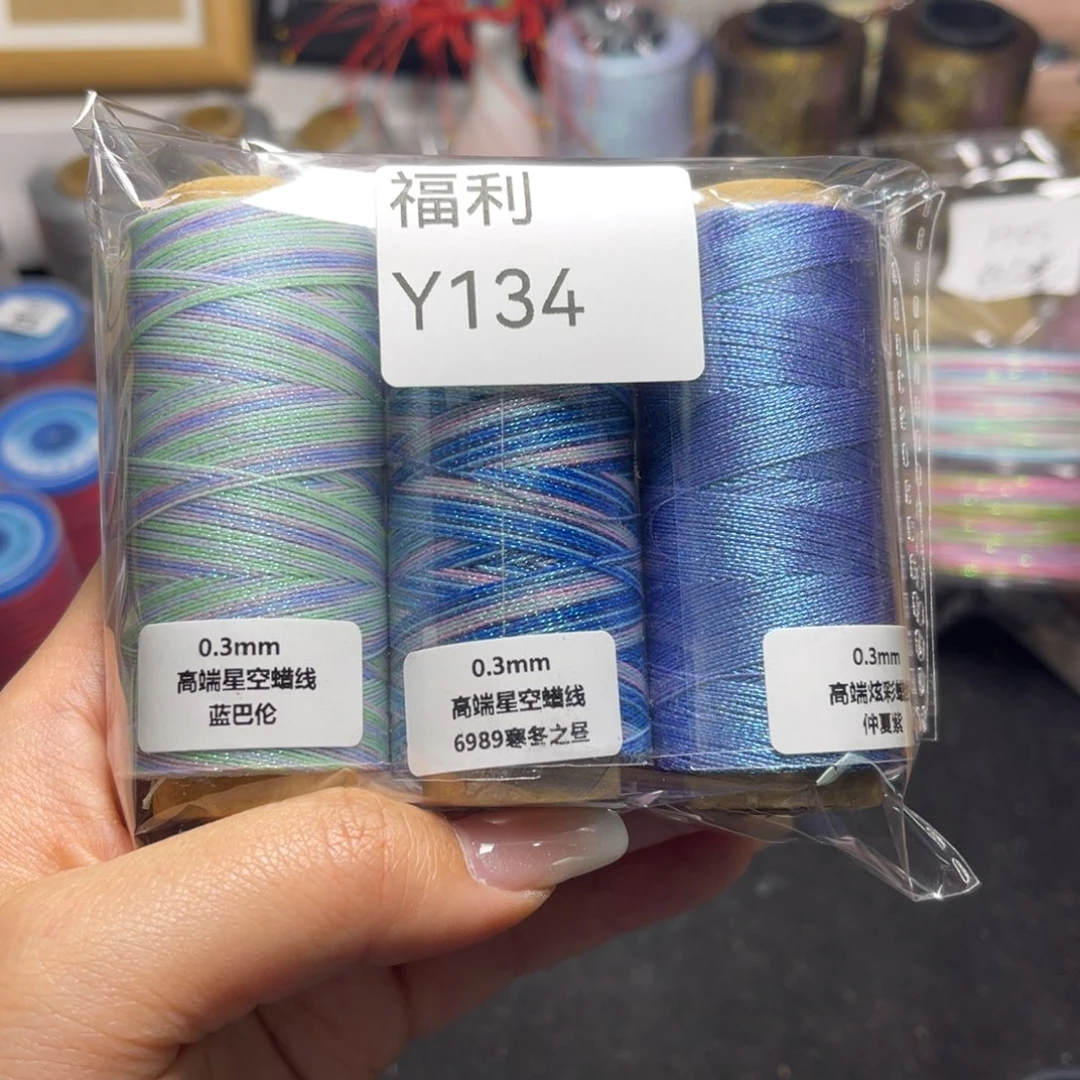 福利
Y134
0.3mm
高端星空蜡线
蓝巴伦
0.3mm
高端星空蜡线
6989寒冬之昼
0.3mm
高端炫彩蜡
仲夏紫